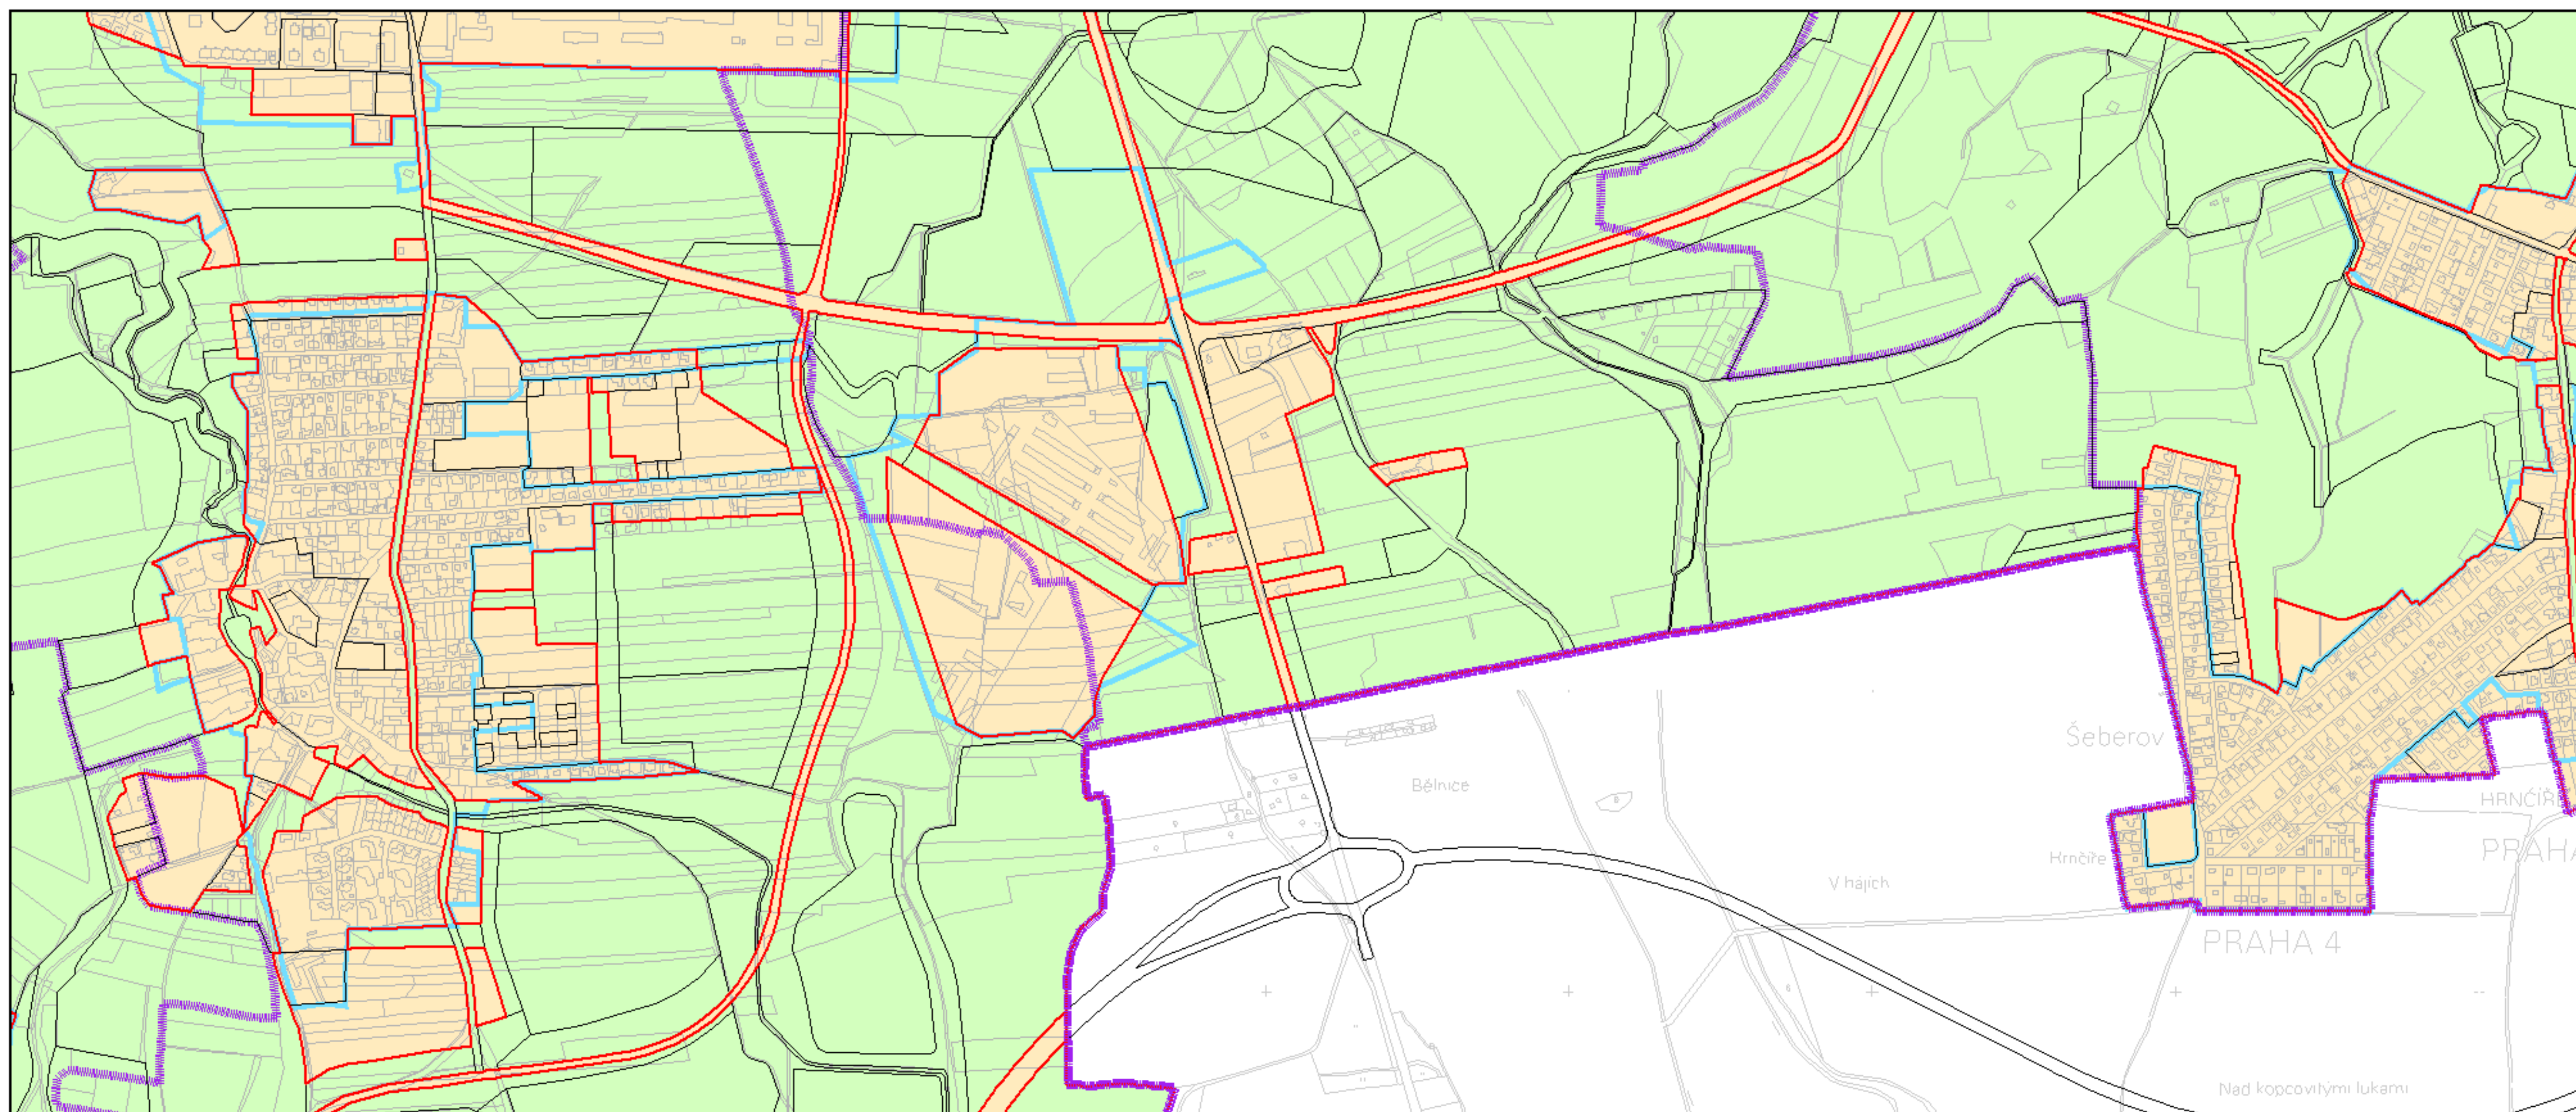 Šeberov
Bělnice
HRNČÍŘE
PRAHA
Hrnčíře
V hájích
PRAHA 4
Nad kopcovitými lukami